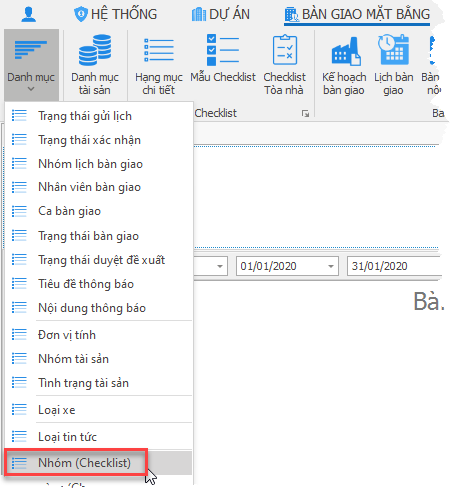 HỆ THỐNG
DỰ ÁN
BÀN GIAO MẶT BẰNG
Danh mục
Danh mục
tài sản
Hạng mục
chi tiết
Mẫu Checklist
Checklist
Tòa nhà
Kế hoạch
bàn giao
Lịch bàn
giao
Bàn
Checklist
Ba
Trạng thái gửi lịch
Trạng thái xác nhận
Nhóm lịch bàn giao
Nhân viên bàn giao
Ca bàn giao
Trạng thái bàn giao
Trạng thái duyệt đề xuất
Tiêu đề thông báo
Nội dung thông báo
Đơn vị tính
Nhóm tài sản
Tình trạng tài sản
Loại xe
Loại tin tức
Nhóm (Checklist)
01/01/2020
31/01/2020
Bà.